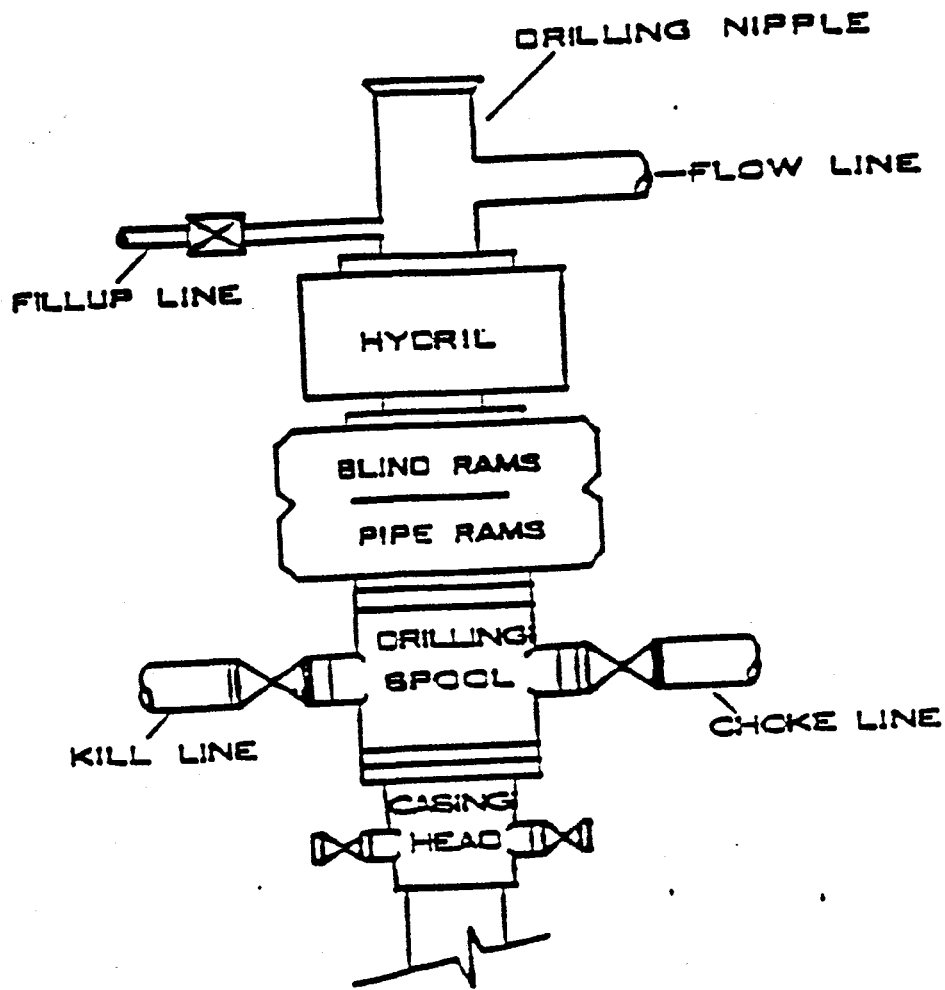 DRILLING NIPPLE
FLOW LINE
FILLUP LINE
HYDRIL
BLIND RAMS
PIPE RAMS
DRILLING
SPOOL
KILL LINE
CHOKE LINE
CASING
HEAD